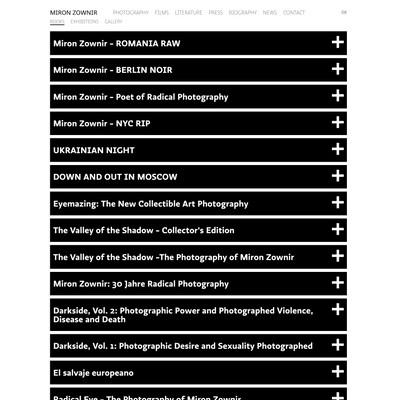 MIRON ZOWNIR PHOTOGRAPHY FILMS LITERATURE PRESS BIOGRAPHY NEWS CONTACT
BOOKS EXHIBITIONS GALLERY
Miron Zownir - ROMANIA RAW
Miron Zownir - BERLIN NOIR
Miron Zownir - Poet of Radical Photography
Miron Zownir - NYC RIP
UKRAINIAN NIGHT
DOWN AND OUT IN MOSCOW
Eyemazing: The New Collectible Art Photography
The Valley of the Shadow - Collector's Edition
The Valley of the Shadow -The Photography of Miron Zownir
Miron Zownir: 30 Jahre Radical Photography
Darkside, Vol. 2: Photographic Power and Photographed Violence,
Disease and Death
Darkside, Vol. 1: Photographic Desire and Sexuality Photographed
El salvaje europeano
Radical Eye - The Photography of Miron Zownir